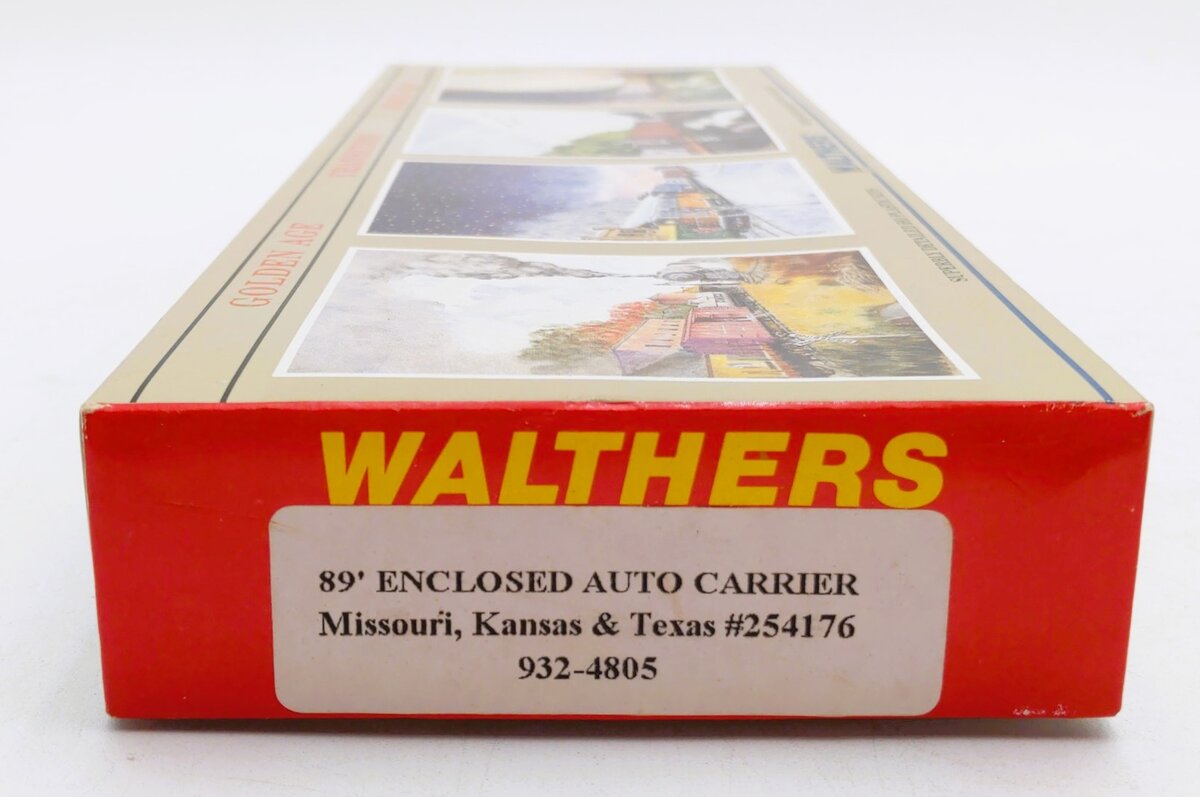 GOLDEN AGE
WALTHERS
89' ENCLOSED AUTO CARRIER
Missouri, Kansas & Texas #254176
932-4805